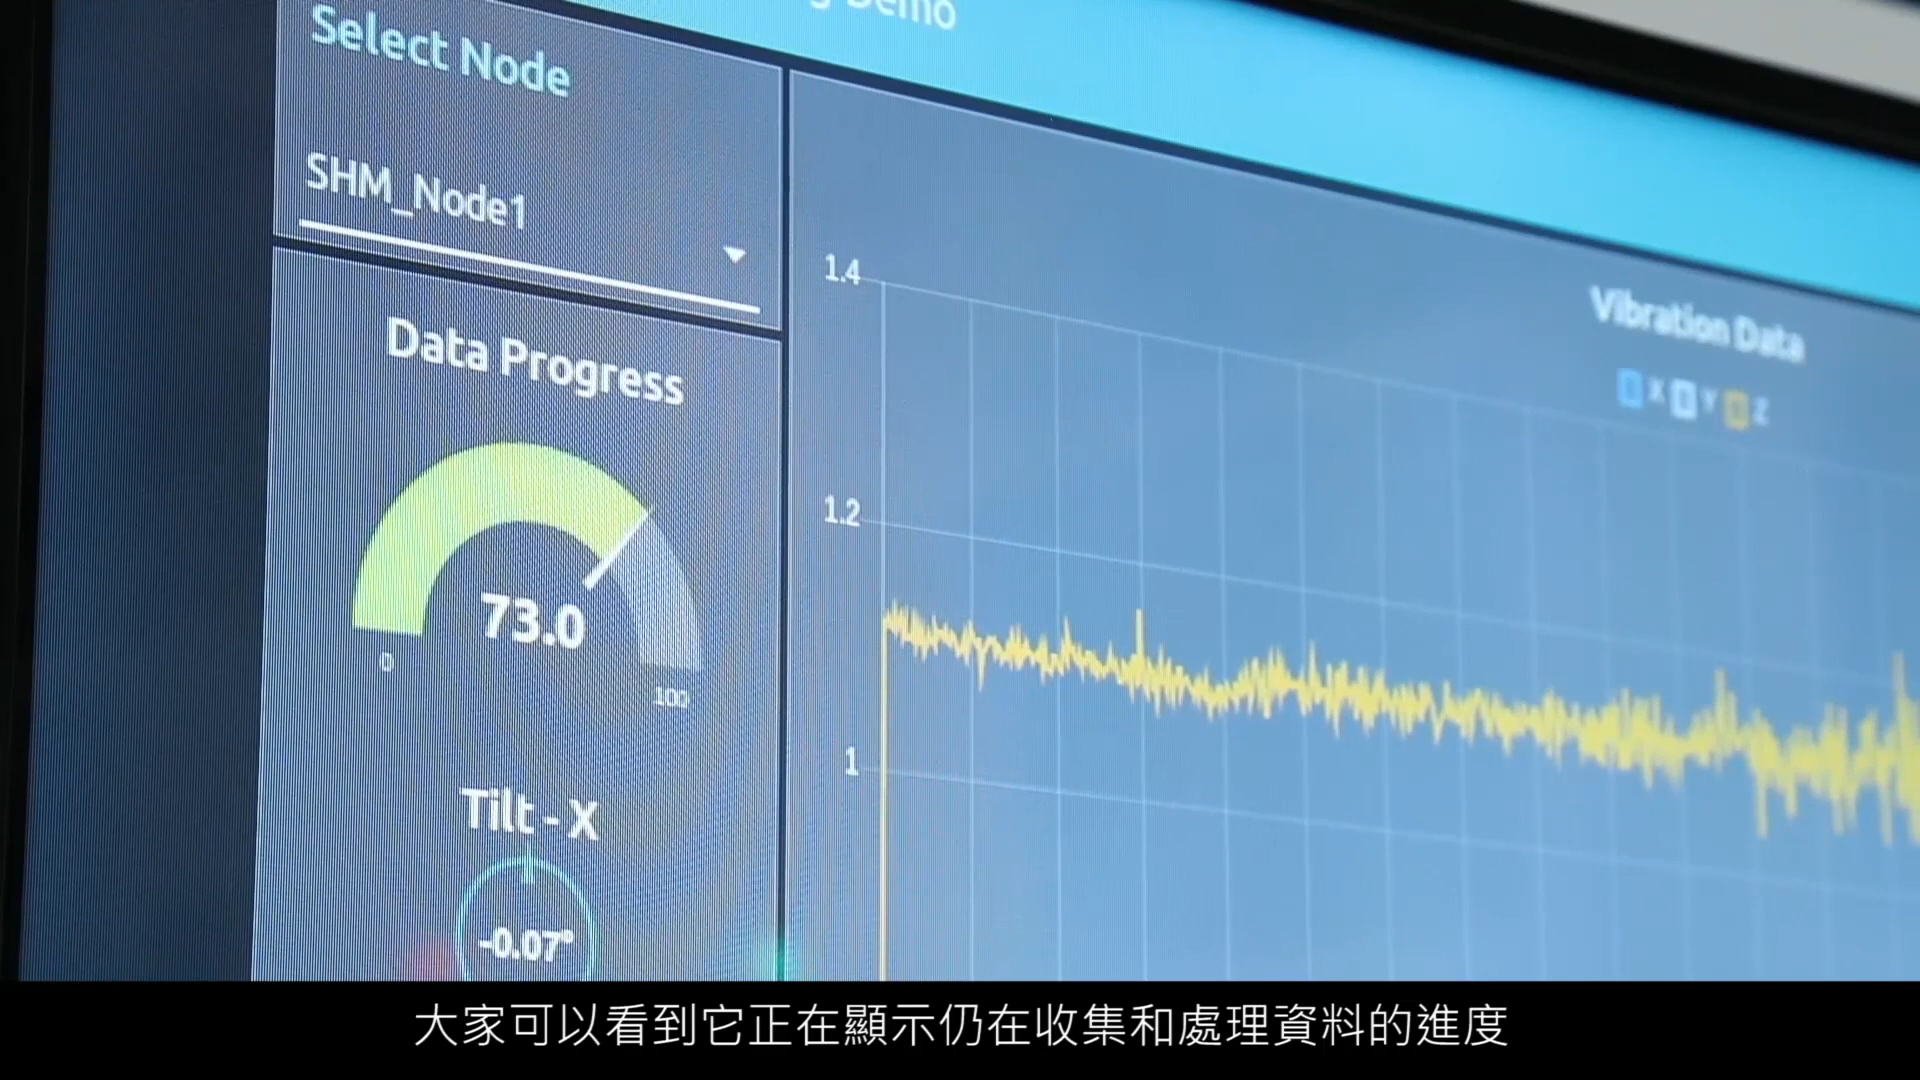 Demo
Select Node
SHM_Node1
Data Progress
73.0
0
100
Tilt - X
-0.07°
1.4
1.2
1
Vibration Data
X Y Z
大家可以看到它正在顯示仍在收集和處理資料的進度